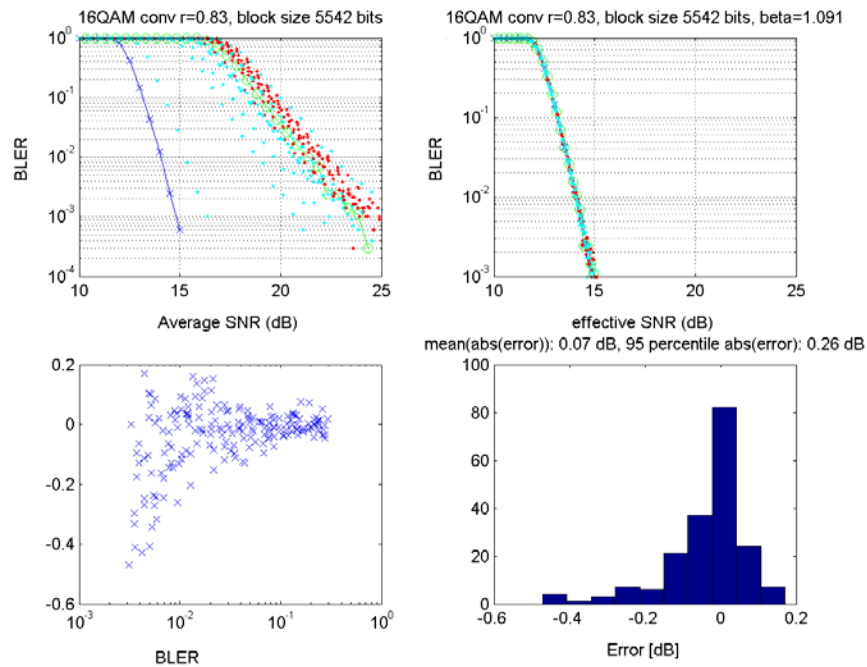 16QAM conv r=0.83, block size 5542 bits
10^0
10^-1
10^-2
10^-3
10^-4
BLER
10 15 20 25
Average SNR (dB)
16QAM conv r=0.83, block size 5542 bits, beta=1.091
10^0
10^-1
10^-2
10^-3
BLER
10 15 20 25
effective SNR (dB)
0.2
0
-0.2
-0.4
-0.6
10^-3 10^-2 10^-1 10^0
BLER
mean(abs(error)): 0.07 dB, 95 percentile abs(error): 0.26 dB
100
80
60
40
20
0
-0.6 -0.4 -0.2 0 0.2
Error [dB]